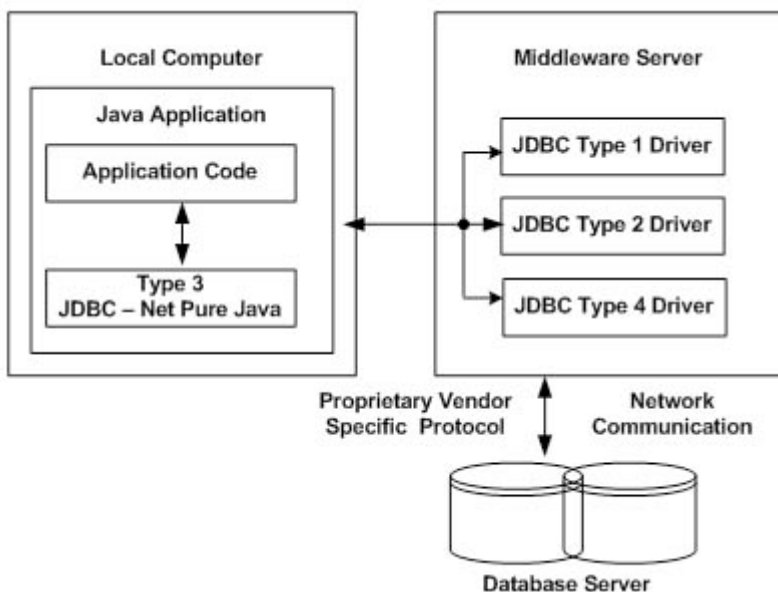 Local Computer
Java Application
Application Code
Type 3
JDBC – Net Pure Java
Middleware Server
JDBC Type 1 Driver
JDBC Type 2 Driver
JDBC Type 4 Driver
Proprietary Vendor
Specific Protocol
Network
Communication
Database Server